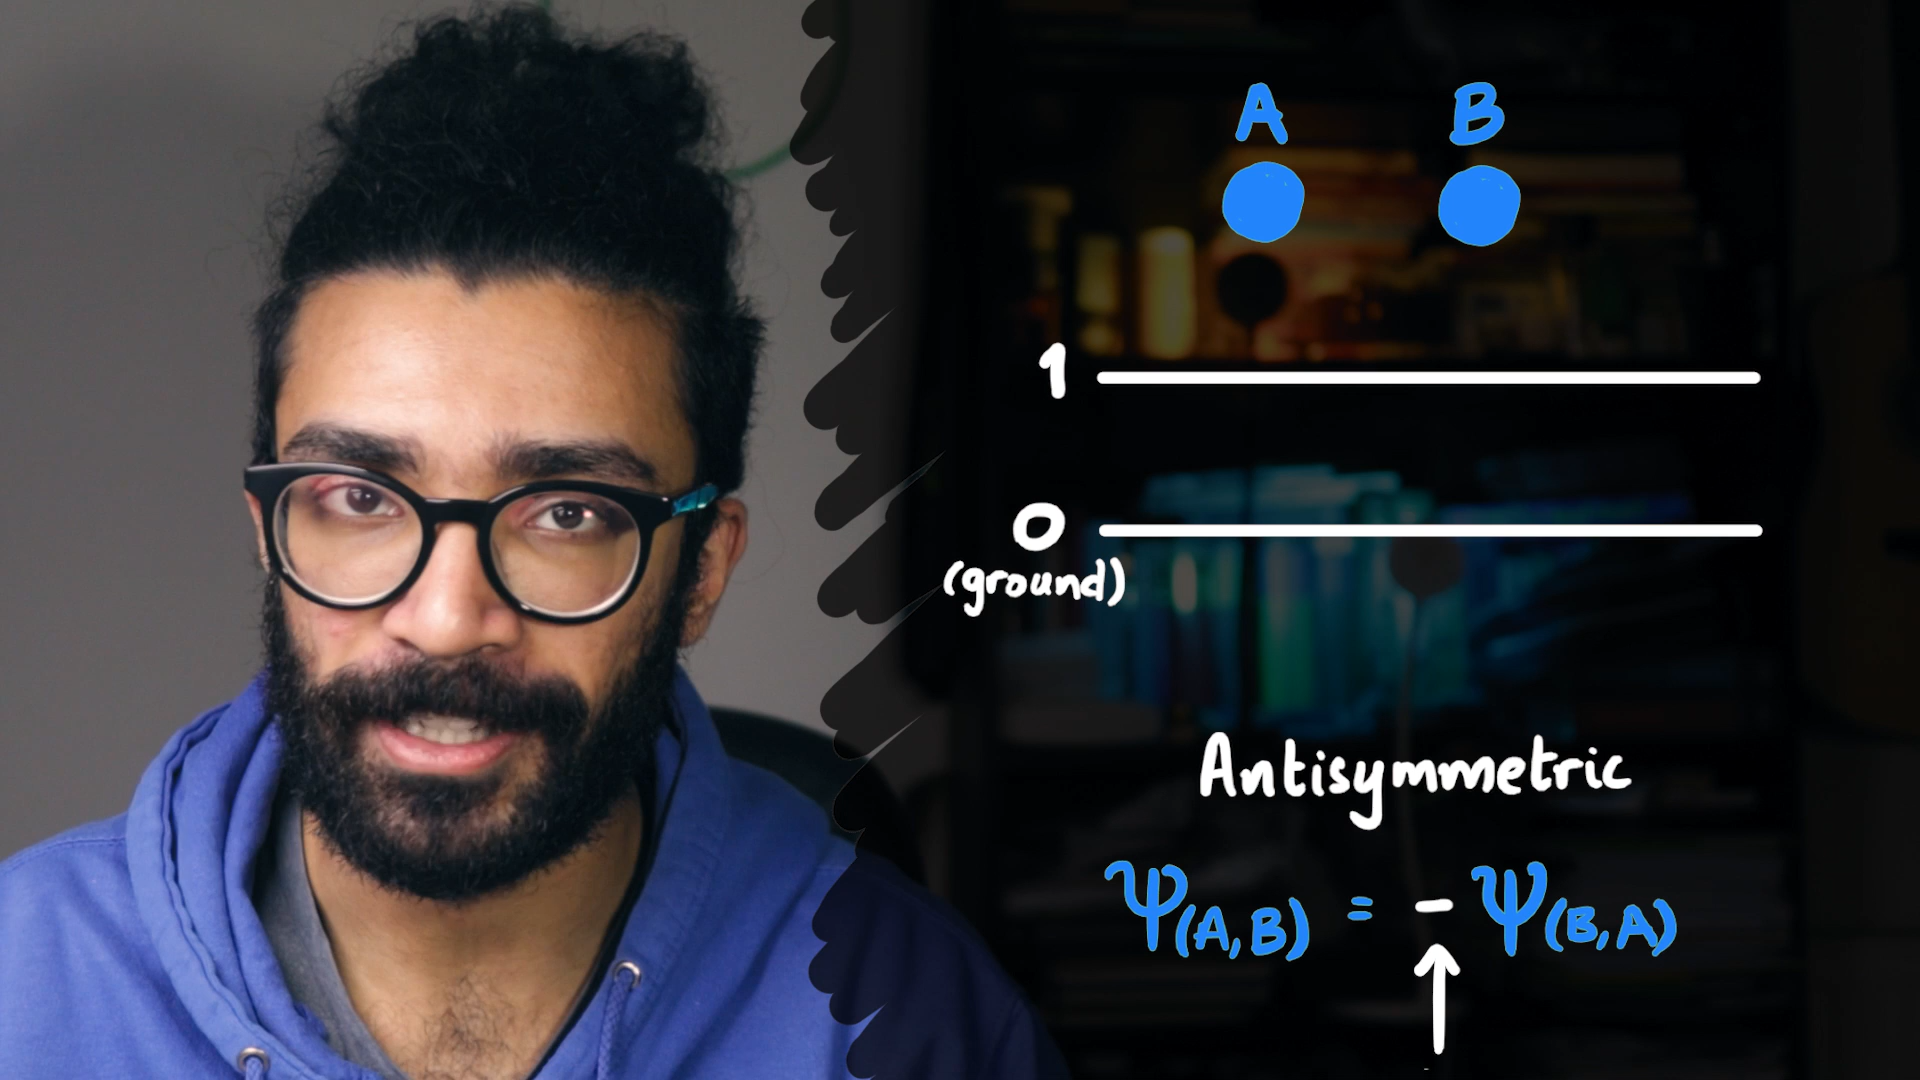 A B
1
0
(ground)
Antisymmetric
Ψ(A,B) = - Ψ(B,A)